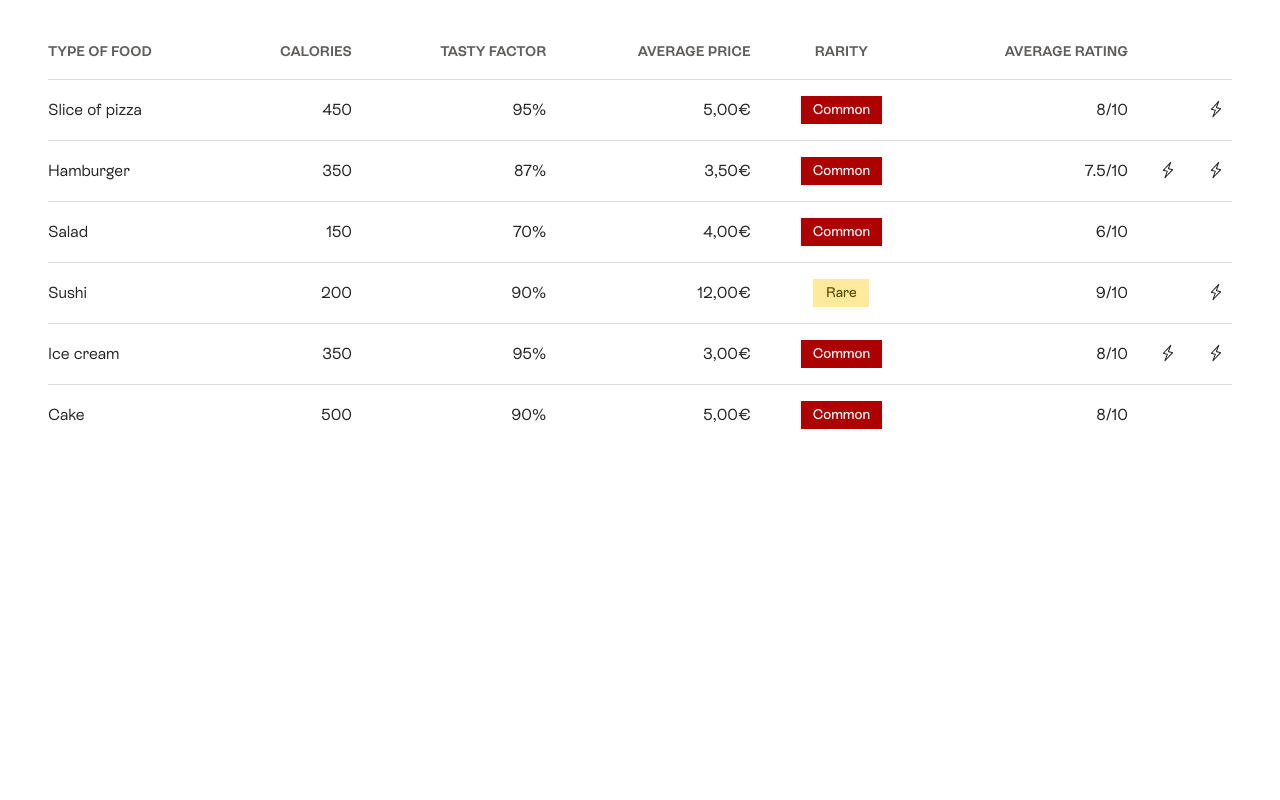 TYPE OF FOOD CALORIES TASTY FACTOR AVERAGE PRICE RARITY AVERAGE RATING
Slice of pizza 450 95% 5,00€ Common 8/10
Hamburger 350 87% 3,50€ Common 7.5/10
Salad 150 70% 4,00€ Common 6/10
Sushi 200 90% 12,00€ Rare 9/10
Ice cream 350 95% 3,00€ Common 8/10
Cake 500 90% 5,00€ Common 8/10